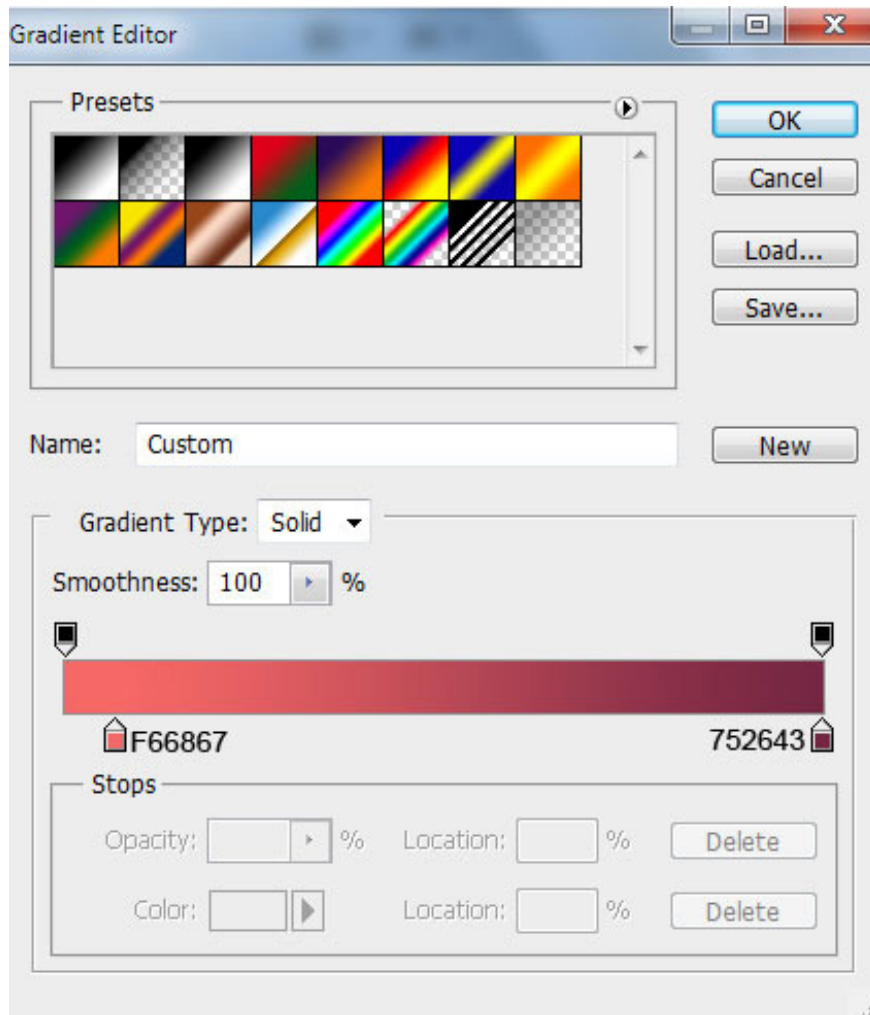 Gradient Editor
Presets
OK
Cancel
Load...
Save...
Name: Custom
New
Gradient Type: Solid
Smoothness: 100 %
F66867
752643
Stops
Opacity: % Location: % Delete
Color: Location: % Delete